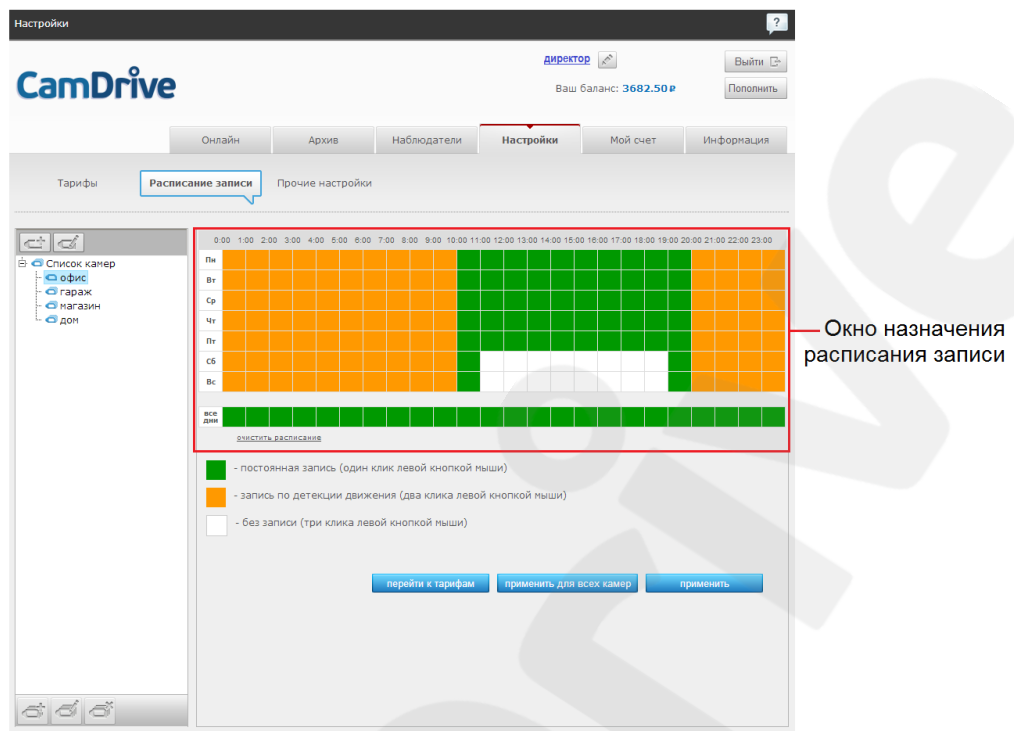 Настройки
?
CamDrive
директор
Выйти
Ваш баланс: 3682.50₽
Пополнить
Онлайн Архив Наблюдатели Настройки Мой счет Информация
Тарифы Расписание записи Прочие настройки
Список камер
офис
гараж
магазин
дом
0:00 1:00 2:00 3:00 4:00 5:00 6:00 7:00 8:00 9:00 10:00 11:00 12:00 13:00 14:00 15:00 16:00 17:00 18:00 19:00 20:00 21:00 22:00 23:00
Пн
Вт
Ср
Чт
Пт
Сб
Вс
все
дни
очистить расписание
Окно назначения
расписания записи
- постоянная запись (один клик левой кнопкой мыши)
- запись по детекции движения (два клика левой кнопкой мыши)
- без записи (три клика левой кнопкой мыши)
перейти к тарифам применить для всех камер применить